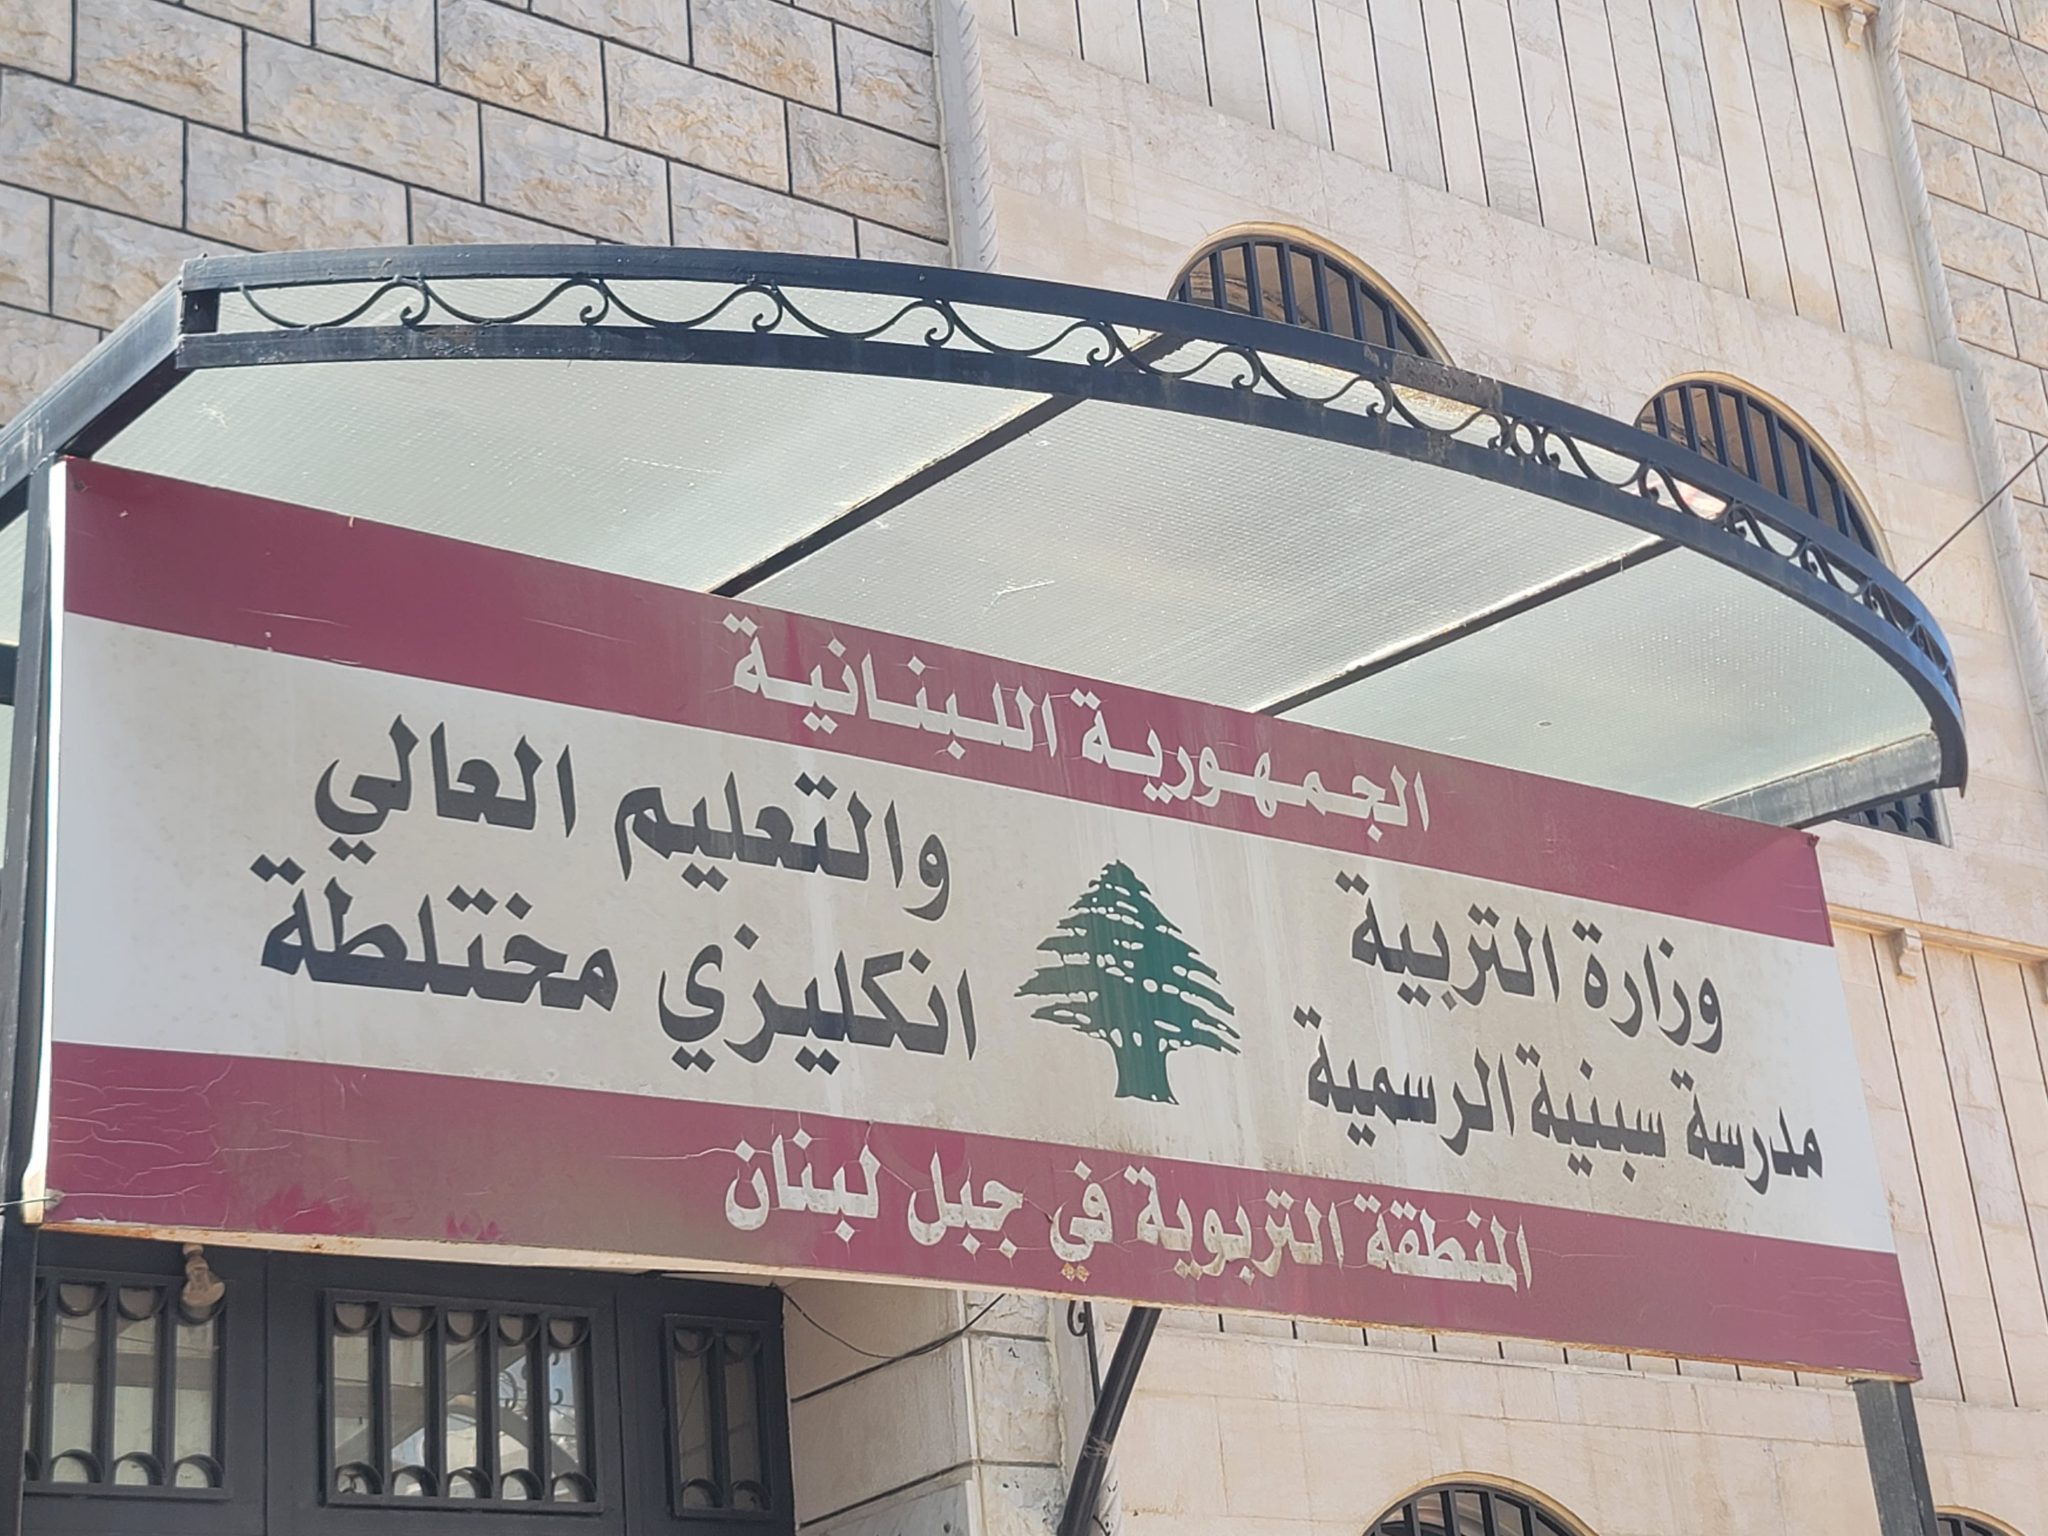 الجمهورية اللبنانية
وزارة التربية والتعليم العالي
مدرسة سبنية الرسمية انكليزي مختلطة
المنطقة التربوية في جبل لبنان